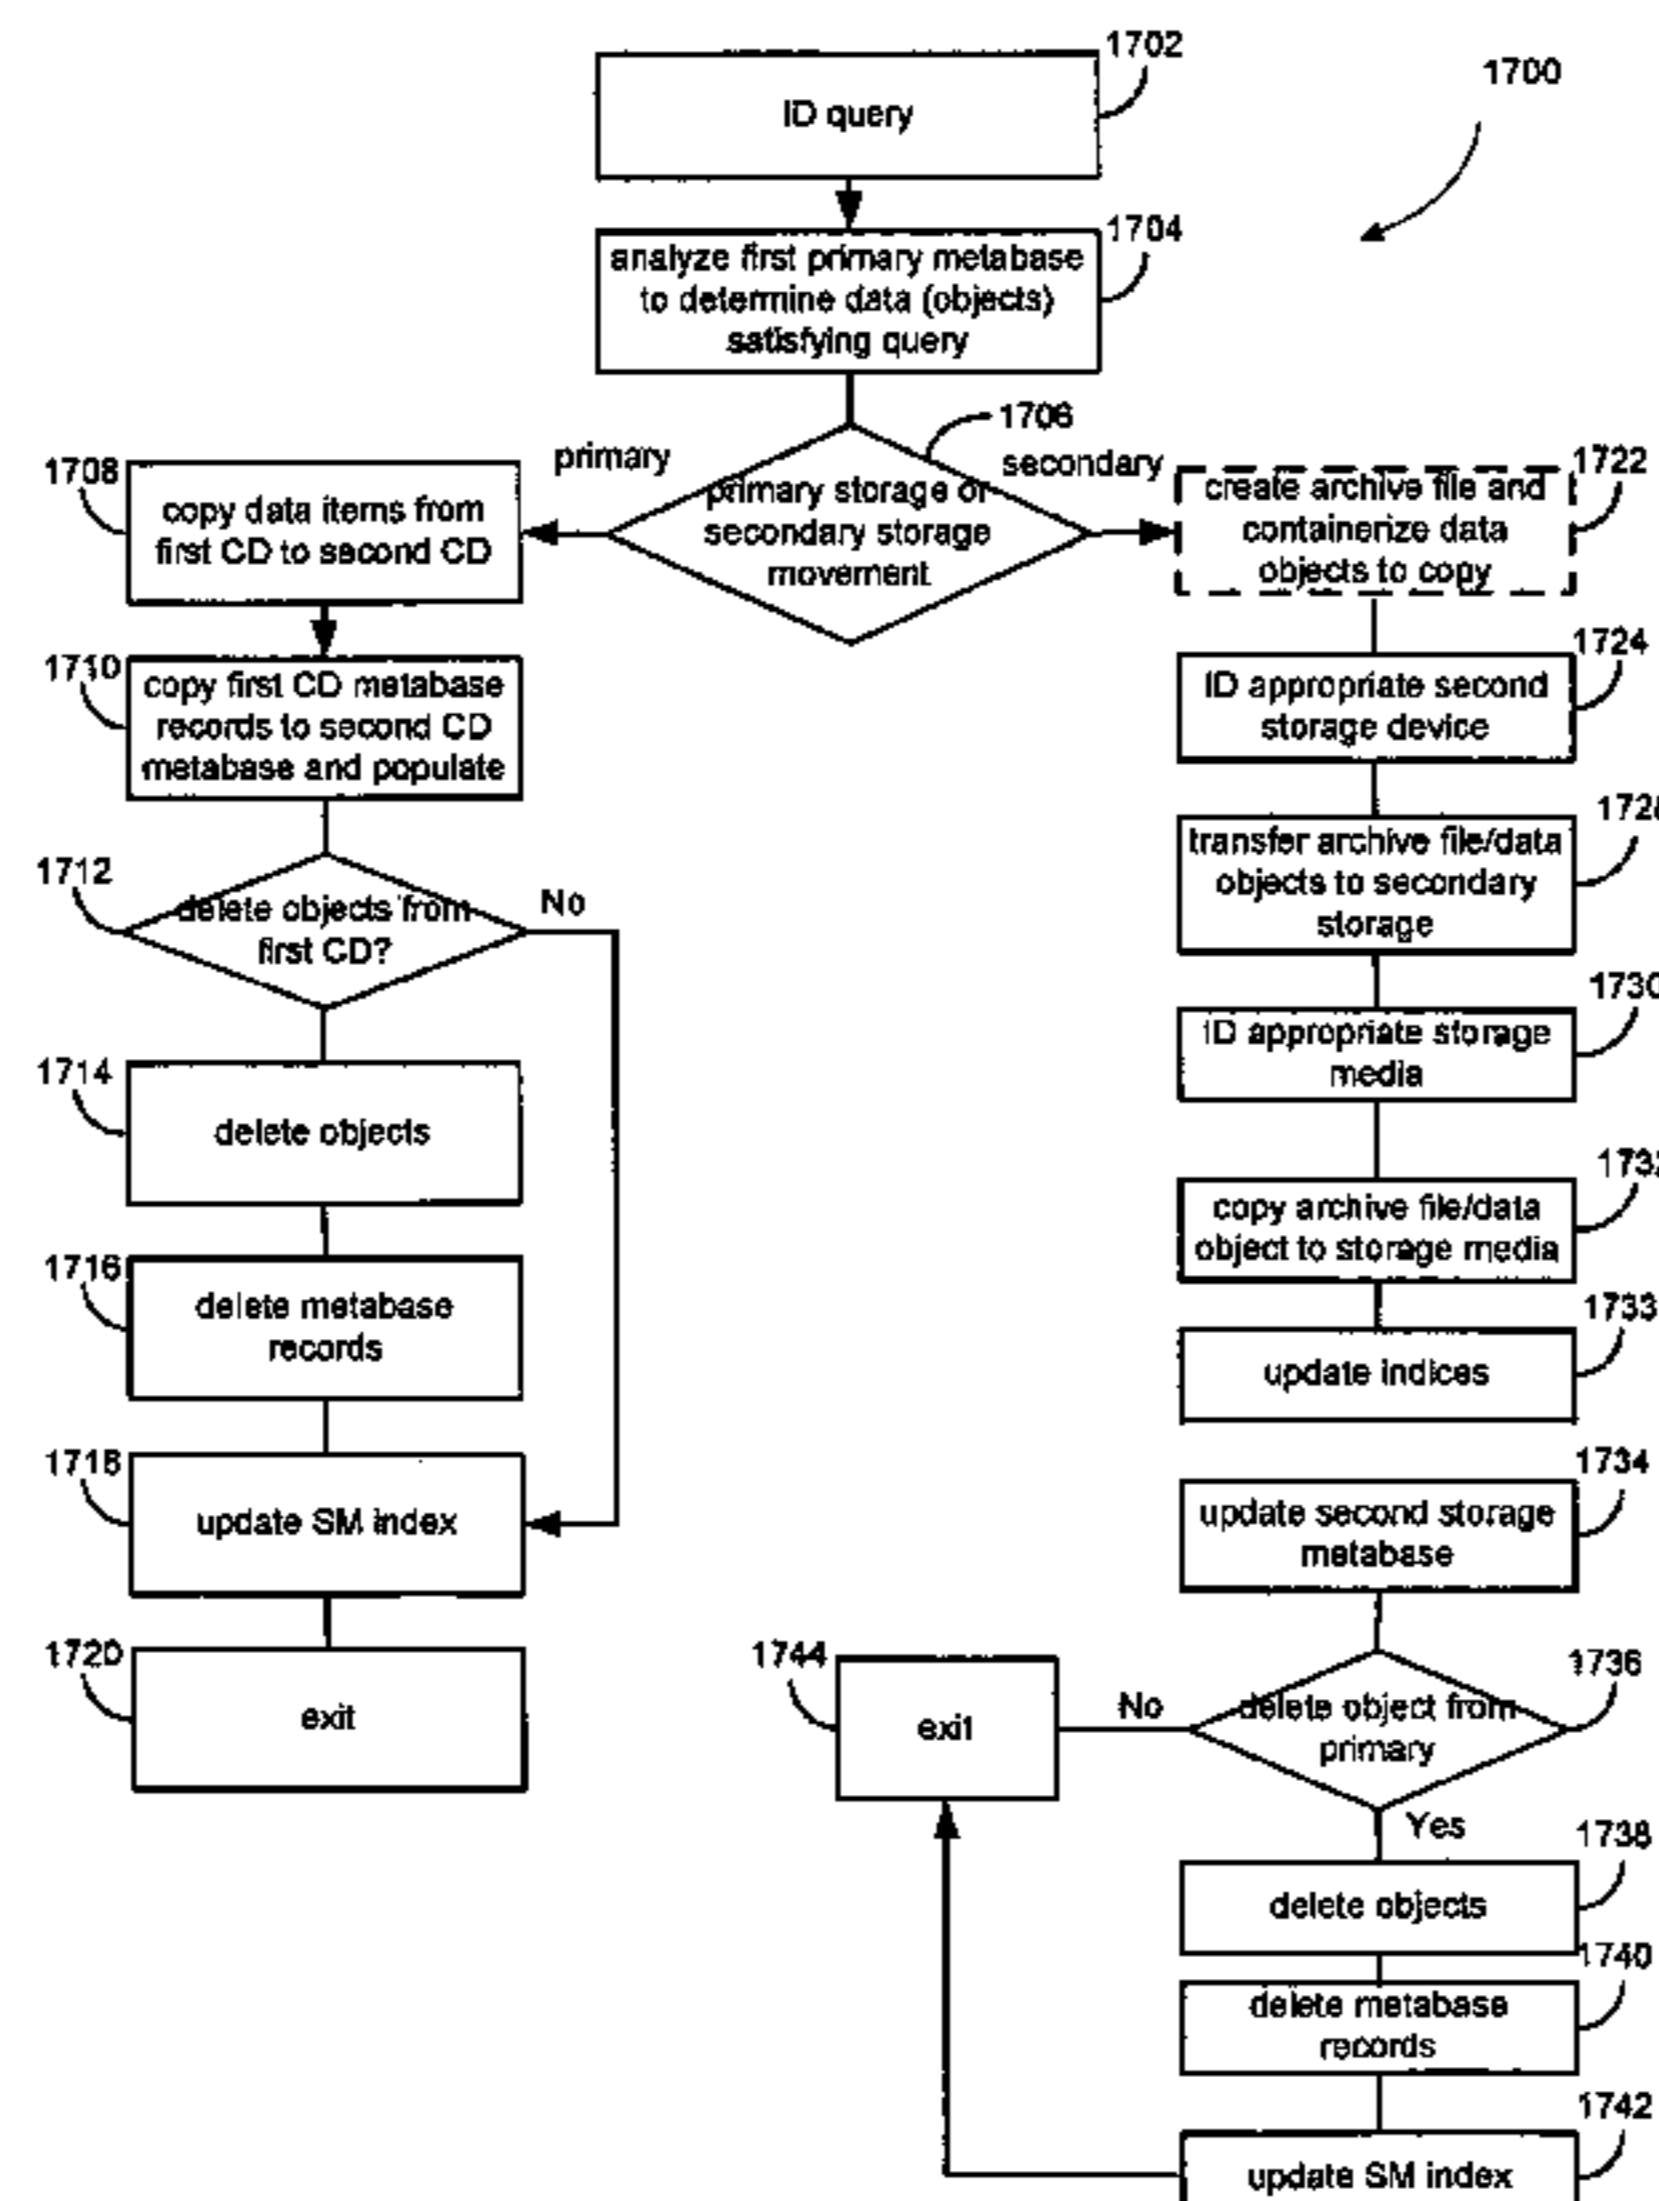 1702
1700
ID query
1704
analyze first primary metabase
to determine data (objects)
satisfying query
1706
primary
secondary
primary storage or
secondary storage
movement
1708
copy data items from
first CD to second CD
1710
copy first CD metabase
records to second CD
metabase and populate
1712
delete objects from
first CD?
No
1714
delete objects
1716
delete metabase
records
1718
update SM index
1720
exit
1722
create archive file and
containerize data
objects to copy
1724
ID appropriate second
storage device
transfer archive file/data
objects to secondary
storage
1730
ID appropriate storage
media
copy archive file/data
object to storage media
1733
update indices
1734
update second storage
metabase
1736
delete object from
primary
No
1744
exit
Yes
1738
delete objects
1740
delete metabase
records
1742
update SM index